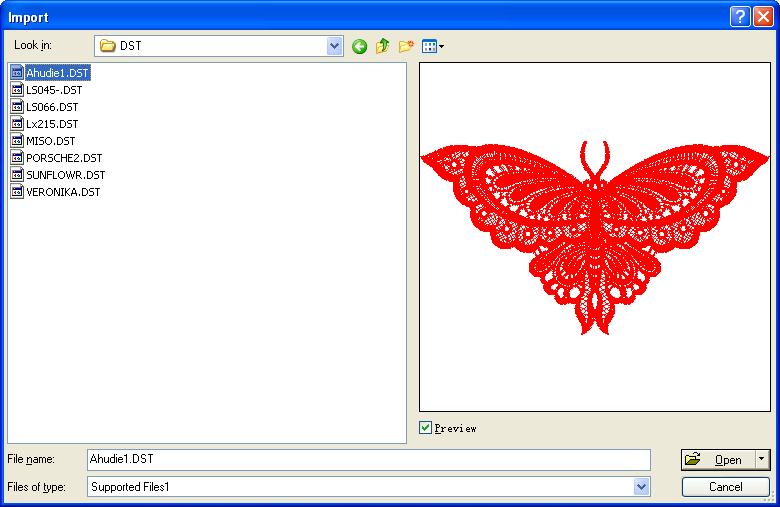 Import
Look in:
DST
Ahudie1.DST
LS045-.DST
LS066.DST
Lx215.DST
MISO.DST
PORSCHE2.DST
SUNFLOWR.DST
VERONIKA.DST
Preview
File name:
Ahudie1.DST
Open
Files of type:
Supported Files1
Cancel